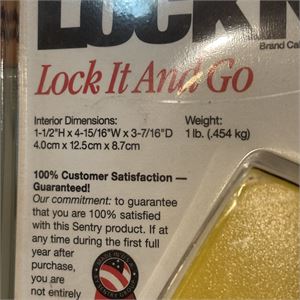 LOCK
Brand
Lock It And Go
Interior Dimensions:
Weight:
1-1/2"H x 4-15/16"W x 3-7/16"D
1 lb. (.454 kg)
4.0cm x 12.5cm x 8.7cm
100% Customer Satisfaction —
Guaranteed!
Our commitment: to guarantee
that you are 100% satisfied
with this Sentry product. If at
any time during the first full
year after
purchase,
you are
not entirely